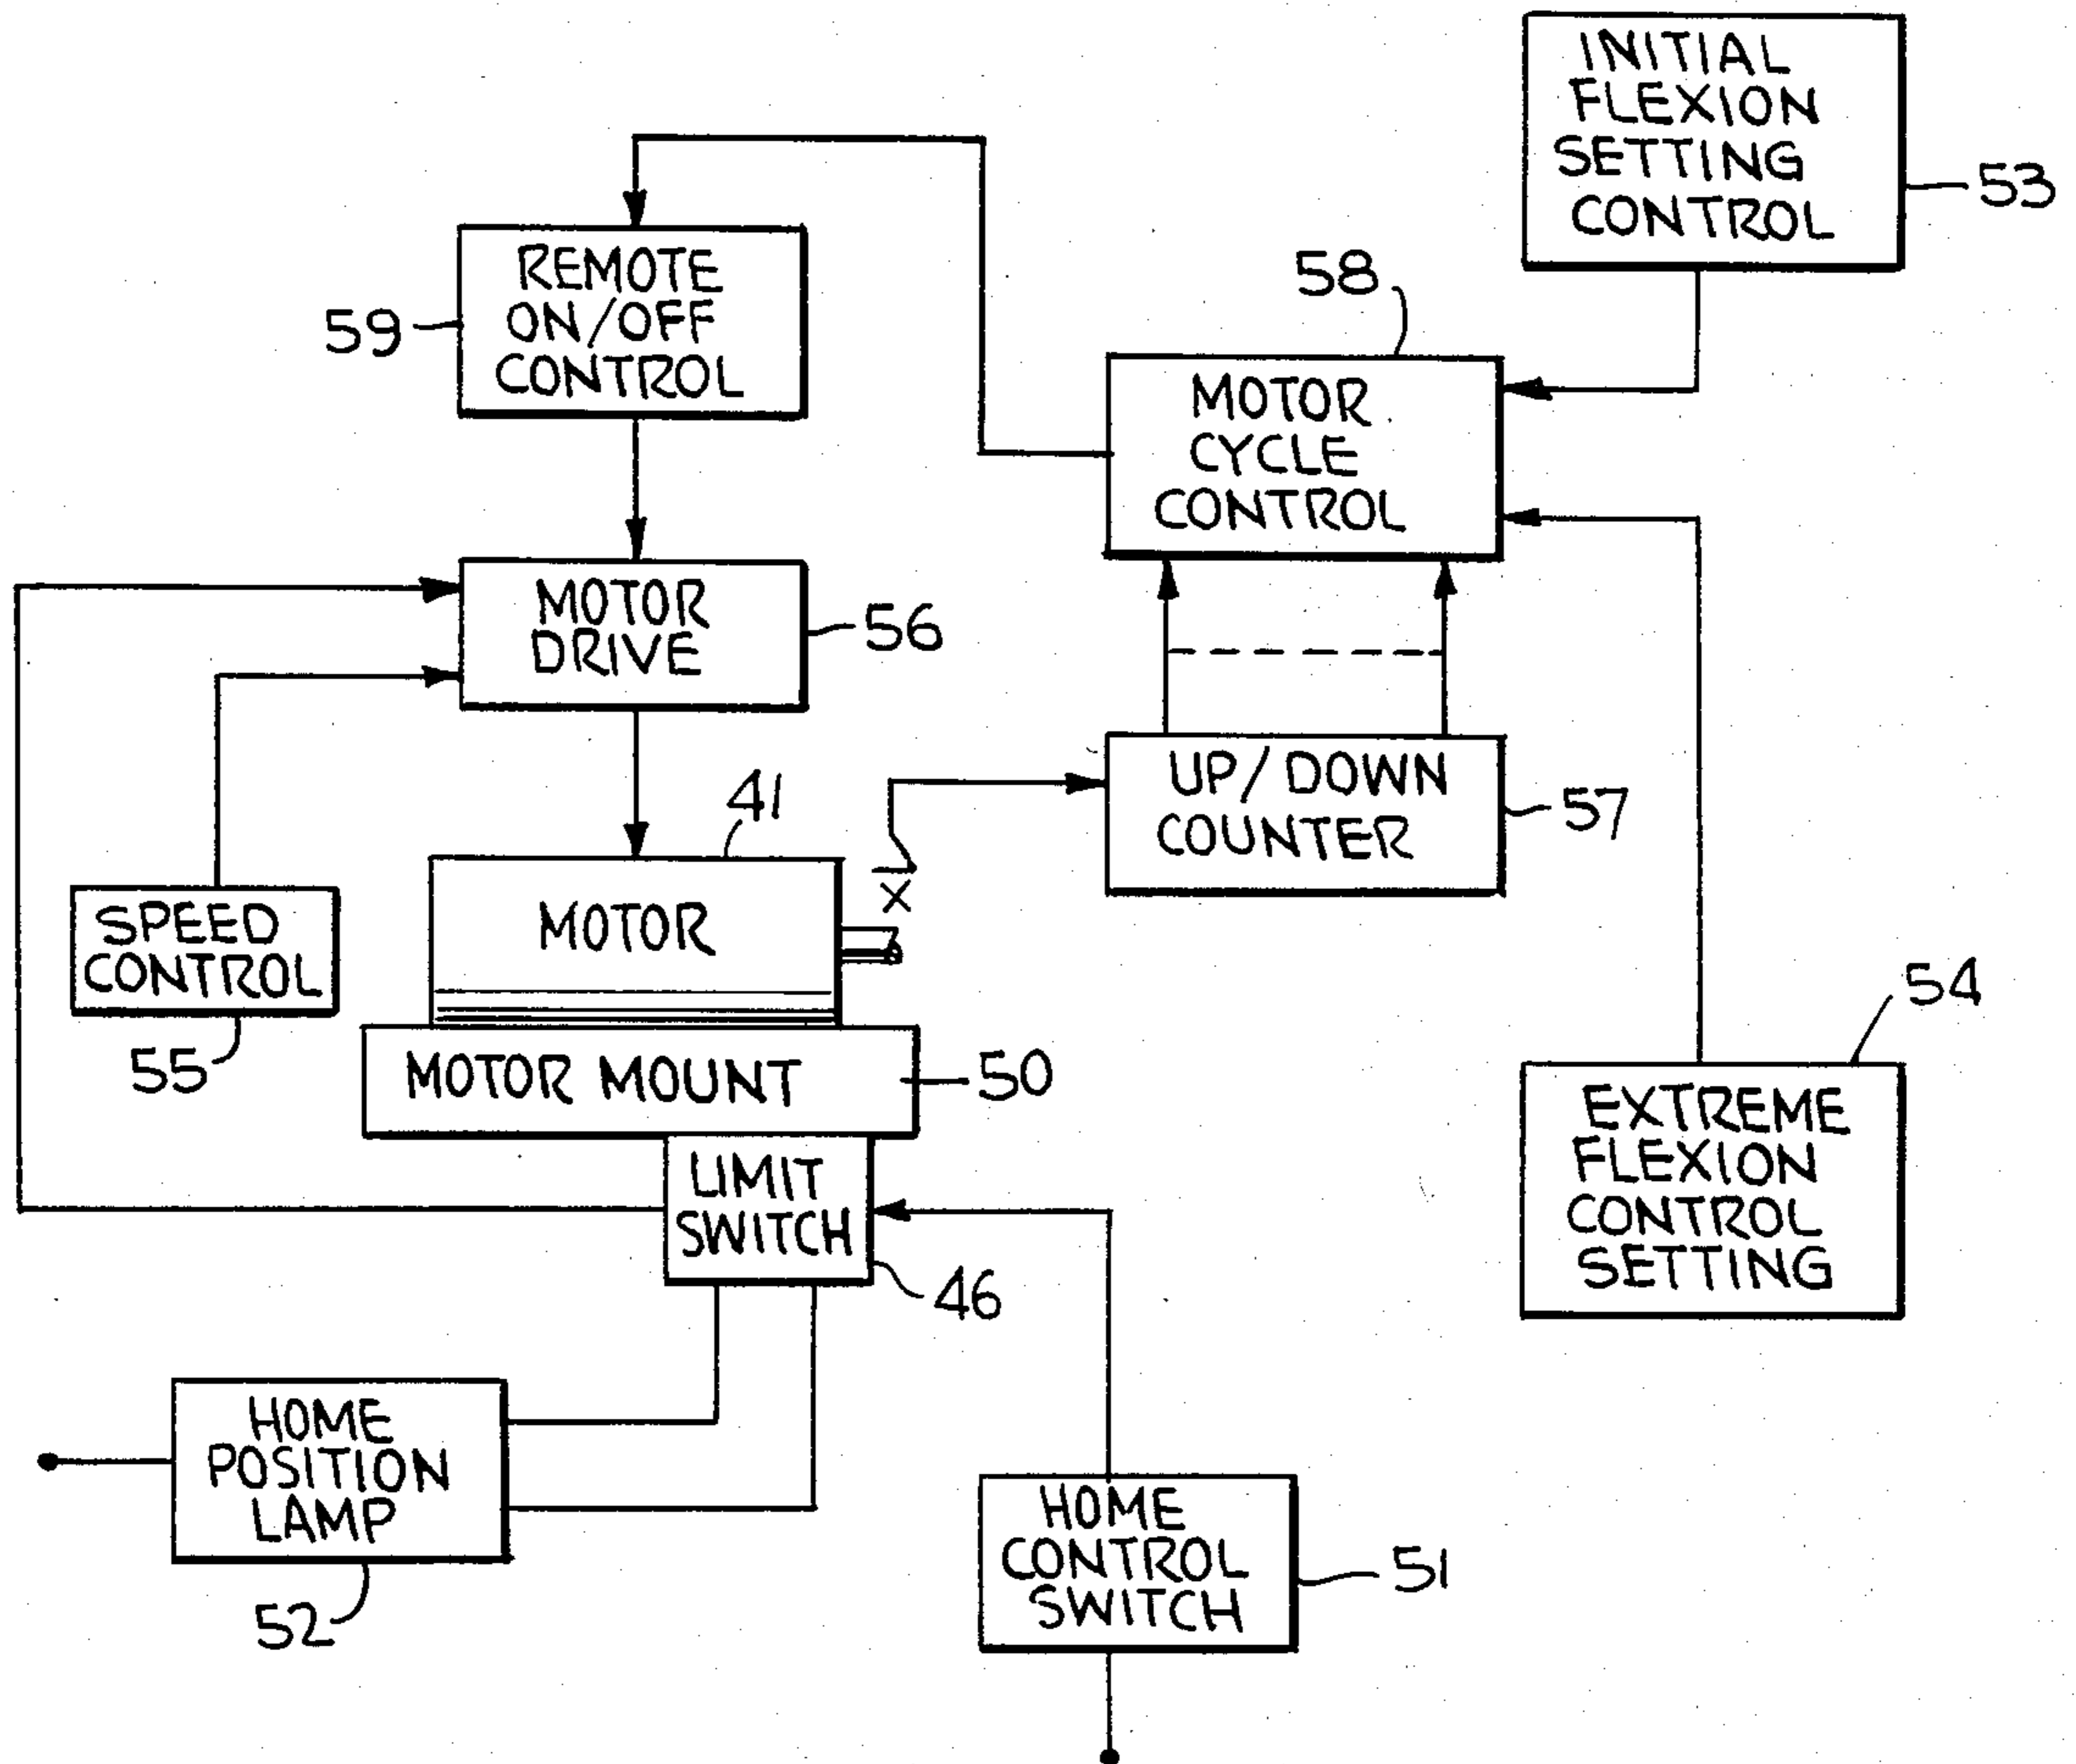 INITIAL
FLEXION
SETTING
CONTROL
53
REMOTE
ON/OFF
CONTROL
59
58
MOTOR
CYCLE
CONTROL
MOTOR
DRIVE
56
UP/DOWN
COUNTER
57
41
X
MOTOR
SPEED
CONTROL
55
MOTOR MOUNT
50
54
EXTREME
FLEXION
CONTROL
SETTING
LIMIT
SWITCH
46
HOME
POSITION
LAMP
52
HOME
CONTROL
SWITCH
51